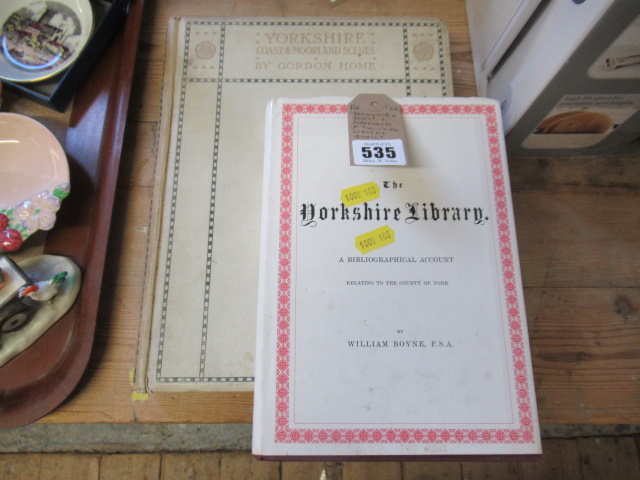 YORKSHIRE
COAST & MOORLAND SCENES
BY GORDON HOME
HARTLEYS
535
The
Yorkshire Library.
A BIBLIOGRAPHICAL ACCOUNT
RELATING TO THE COUNTY OF YORK
BY
WILLIAM BOYNE, F.S.A.